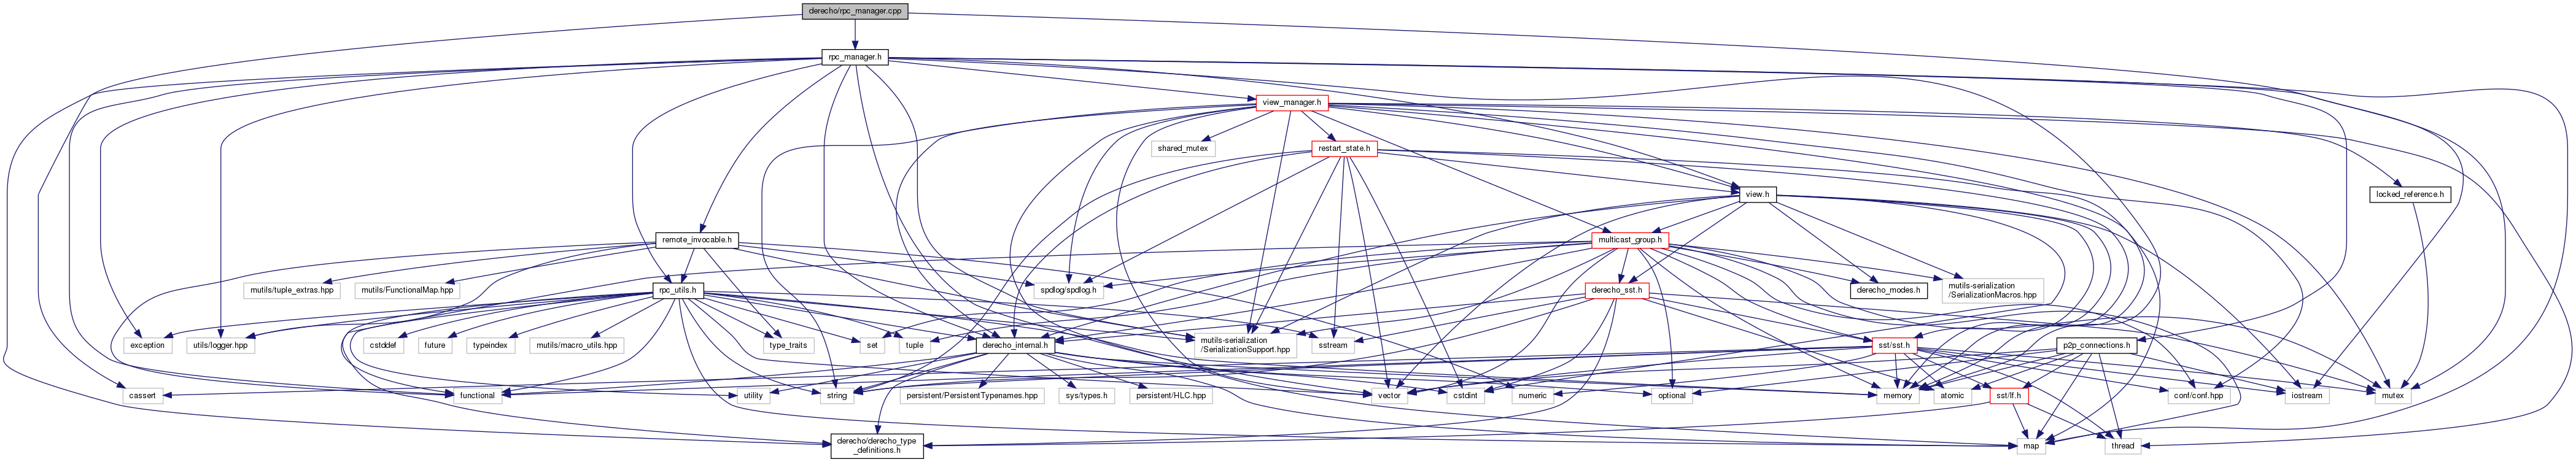 derecho/rpc_manager.cpp
rpc_manager.h
view_manager.h
shared_mutex
restart_state.h
view.h
locked_reference.h
remote_invocable.h
multicast_group.h
mutils/tuple_extras.hpp
mutils/FunctionalMap.hpp
rpc_utils.h
spdlog/spdlog.h
derecho_sst.h
derecho_modes.h
mutils-serialization
/SerializationMacros.hpp
exception
utils/logger.hpp
cstddef
future
typeindex
mutils/macro_utils.hpp
type_traits
set
tuple
derecho_internal.h
mutils-serialization
/SerializationSupport.hpp
sstream
sst/sst.h
p2p_connections.h
cassert
functional
utility
string
persistent/PersistentTypenames.hpp
sys/types.h
persistent/HLC.hpp
vector
cstdint
numeric
optional
memory
atomic
sst/lf.h
conf/conf.hpp
iostream
mutex
derecho/derecho_type
_definitions.h
map
thread